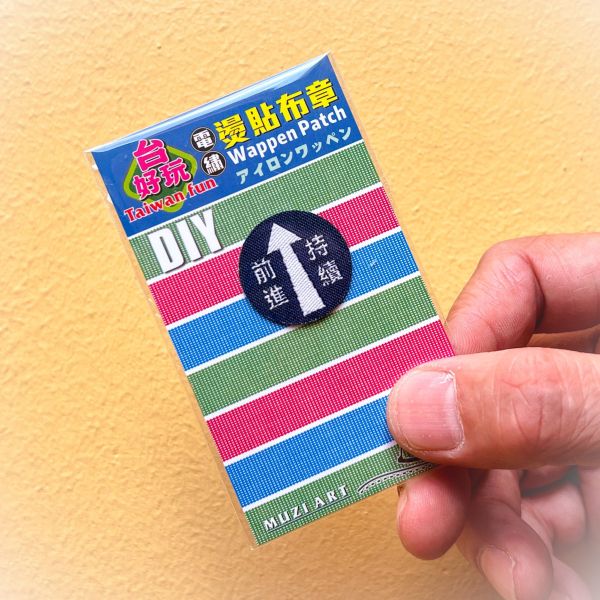 台
好玩
Taiwan fun
電
繡
燙貼布章
Wappen Patch
アイロンワッペン
DIY
持續
前進
MUZI ART